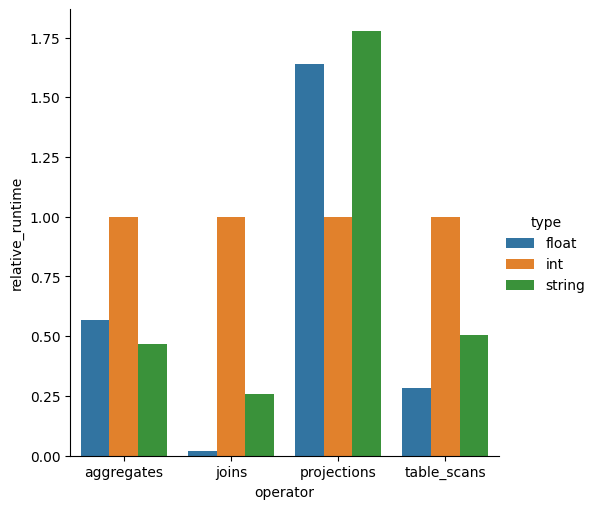 relative_runtime
1.75
1.50
1.25
1.00
0.75
0.50
0.25
0.00
aggregates
joins
projections
table_scans
operator
type
float
int
string